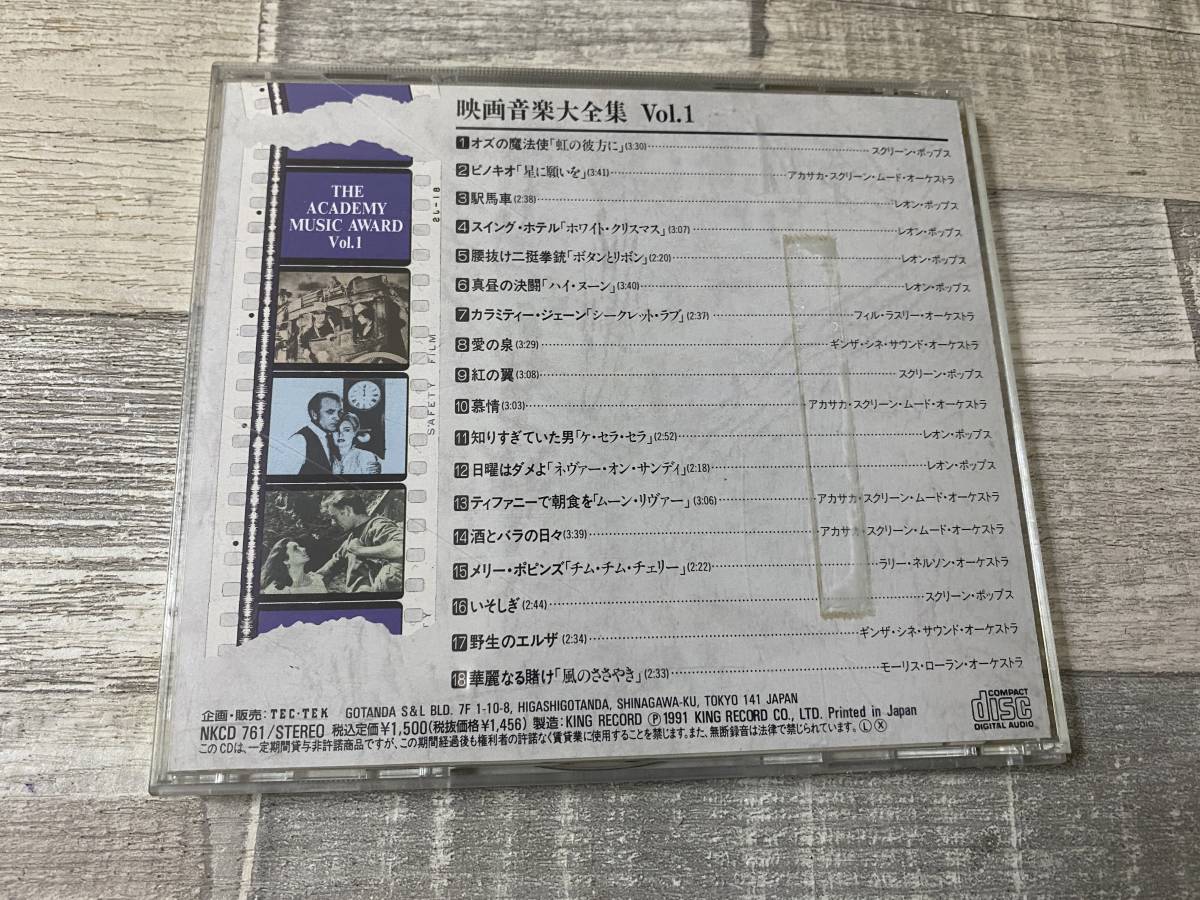 映画音楽大全集 Vol.1
THE
ACADEMY
MUSIC AWARD
Vol.1
SAFETY FILM
1 オズの魔法使「虹の彼方に」(3:30) スクリーン・ポップス
2 ピノキオ「星に願いを」(3:41) アカサカ・スクリーン・ムード・オーケストラ
3 駅馬車(2:38) レオン・ポップス
4 スイング・ホテル「ホワイト・クリスマス」(3:07) レオン・ポップス
5 腰抜け二挺拳銃「ボタンとリボン」(2:20) レオン・ポップス
6 真昼の決闘「ハイ・ヌーン」(3:40) レオン・ポップス
7 カラミティー・ジェーン「シークレット・ラブ」(2:37) フィル・ラスリー・オーケストラ
8 愛の泉(3:29) ギンザ・シネ・サウンド・オーケストラ
9 紅の翼(3:08) スクリーン・ポップス
10 慕情(3:03) アカサカ・スクリーン・ムード・オーケストラ
11 知りすぎていた男「ケ・セラ・セラ」(2:52) レオン・ポップス
12 日曜はダメよ「ネヴァー・オン・サンディ」(2:18) レオン・ポップス
13 ティファニーで朝食を「ムーン・リヴァー」(3:06) アカサカ・スクリーン・ムード・オーケストラ
14 酒とバラの日々(3:39) アカサカ・スクリーン・ムード・オーケストラ
15 メリー・ポピンズ「チム・チム・チェリー」(2:22) ラリー・ネルソン・オーケストラ
16 いそしぎ(2:44) スクリーン・ポップス
17 野生のエルザ(2:34) ギンザ・シネ・サウンド・オーケストラ
18 華麗なる賭け「風のささやき」(2:33) モーリス・ローラン・オーケストラ
企画・販売:TEC・TEK GOTANDA S&L BLD. 7F 1-10-8, HIGASHIGOTANDA, SHINAGAWA-KU, TOKYO 141 JAPAN
NKCD 761/STEREO 税込定価¥1,500(税抜価格¥1,456) 製造:KING RECORD Ⓟ1991 KING RECORD CO., LTD. Printed in Japan
このCDは、一定期間貸与非許諾商品ですが、この期間経過後も権利者の許諾なく賃貸業に使用することを禁じます。また、無断録音は法律で禁じられています。Ⓛ Ⓧ
COMPACT
disc
DIGITAL AUDIO